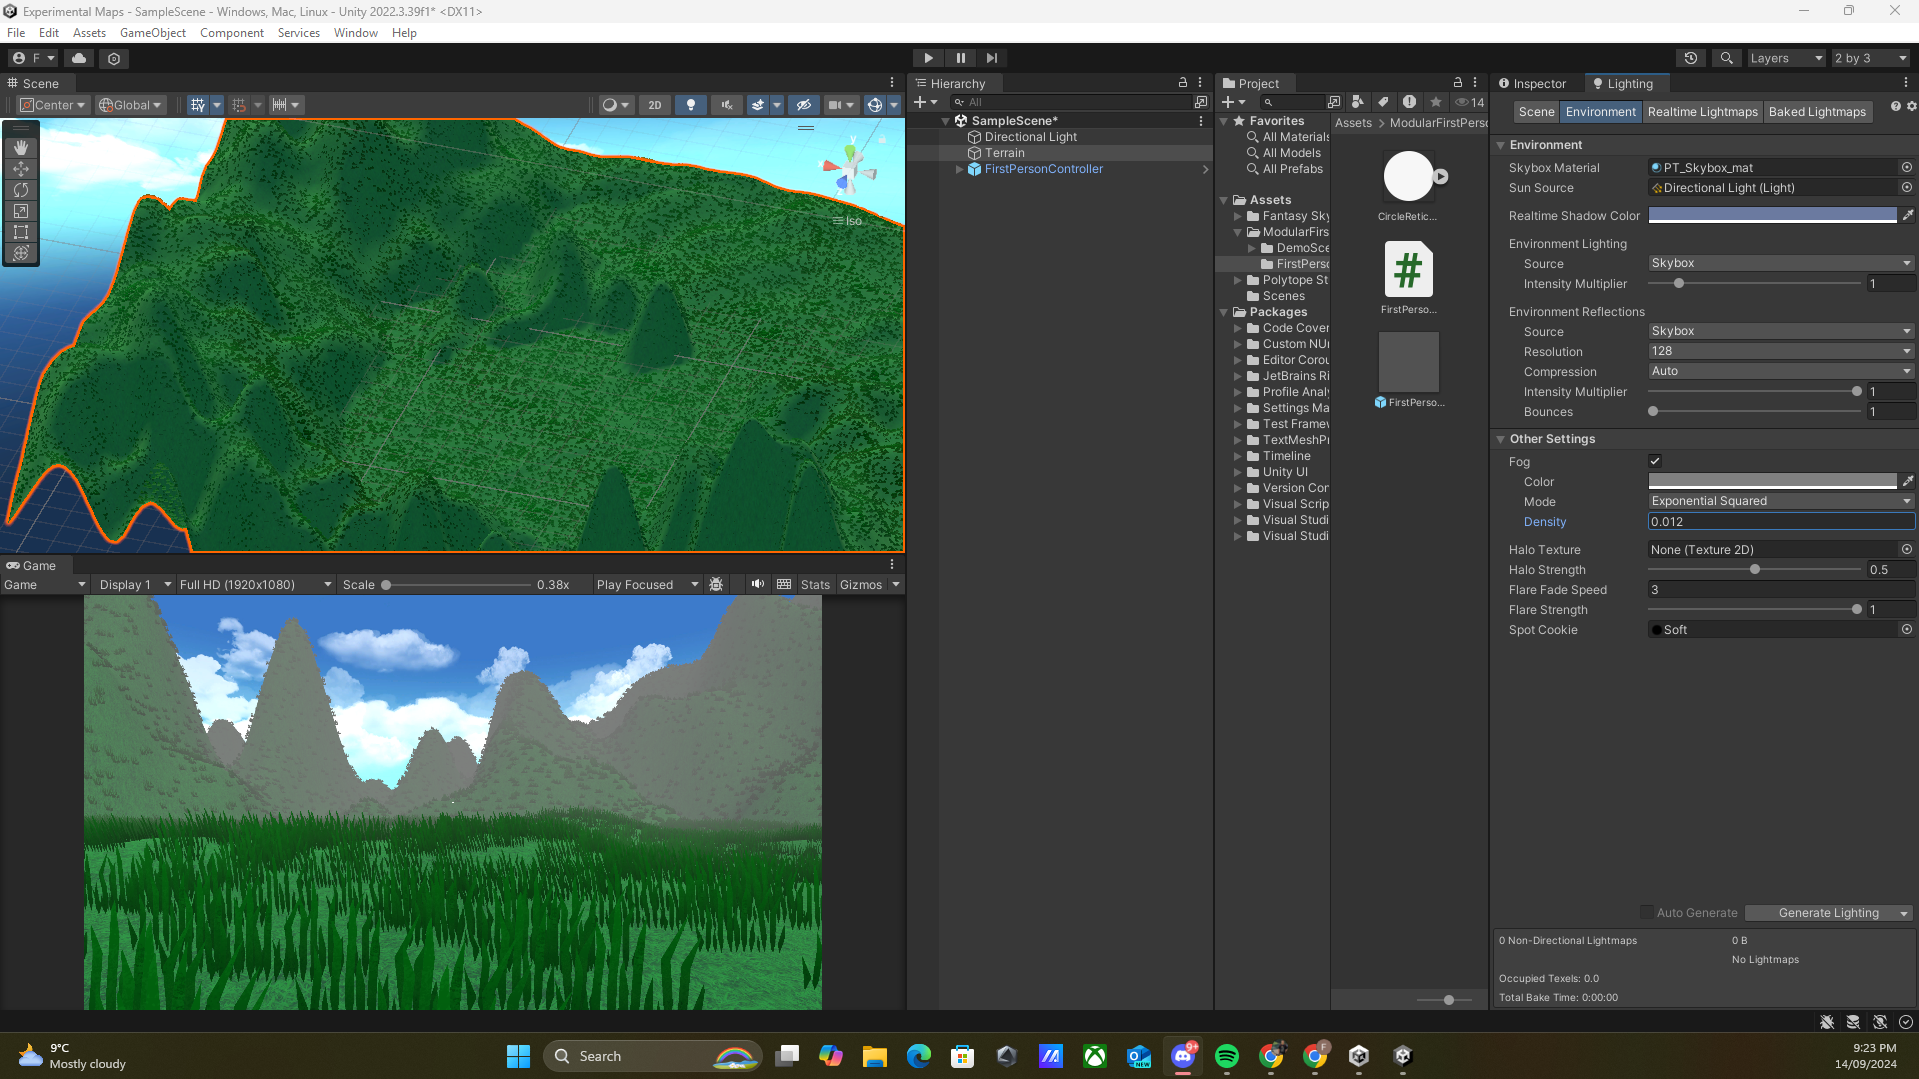 Experimental Maps - SampleScene - Windows, Mac, Linux - Unity 2022.3.39f1* <DX11>
File Edit Assets GameObject Component Services Window Help
F
Layers
2 by 3
Scene
Center Global
2D
Iso
Game
Game Display 1 Full HD (1920x1080) Scale 0.38x Play Focused Stats Gizmos
Hierarchy
All
SampleScene*
Directional Light
Terrain
FirstPersonController
Project
14
Favorites
All Materials
All Models
All Prefabs
Assets
Fantasy Sky
ModularFirs
DemoSce
FirstPerso
Polytope St
Scenes
Packages
Code Cover
Custom NUn
Editor Corou
JetBrains Ri
Profile Analy
Settings Ma
Test Framew
TextMeshPr
Timeline
Unity UI
Version Con
Visual Scrip
Visual Studi
Visual Studi
Assets > ModularFirstPerso
CircleRetic...
#
FirstPerso...
FirstPerso...
Inspector
Lighting
Scene Environment Realtime Lightmaps Baked Lightmaps
Environment
Skybox Material PT_Skybox_mat
Sun Source Directional Light (Light)
Realtime Shadow Color
Environment Lighting
Source Skybox
Intensity Multiplier 1
Environment Reflections
Source Skybox
Resolution 128
Compression Auto
Intensity Multiplier 1
Bounces 1
Other Settings
Fog
Color
Mode Exponential Squared
Density 0.012
Halo Texture None (Texture 2D)
Halo Strength 0.5
Flare Fade Speed 3
Flare Strength 1
Spot Cookie Soft
Auto Generate Generate Lighting
0 Non-Directional Lightmaps 0 B
No Lightmaps
Occupied Texels: 0.0
Total Bake Time: 0:00:00
9°C
Mostly cloudy
Search
NEW
9+
F
9:23 PM
14/09/2024